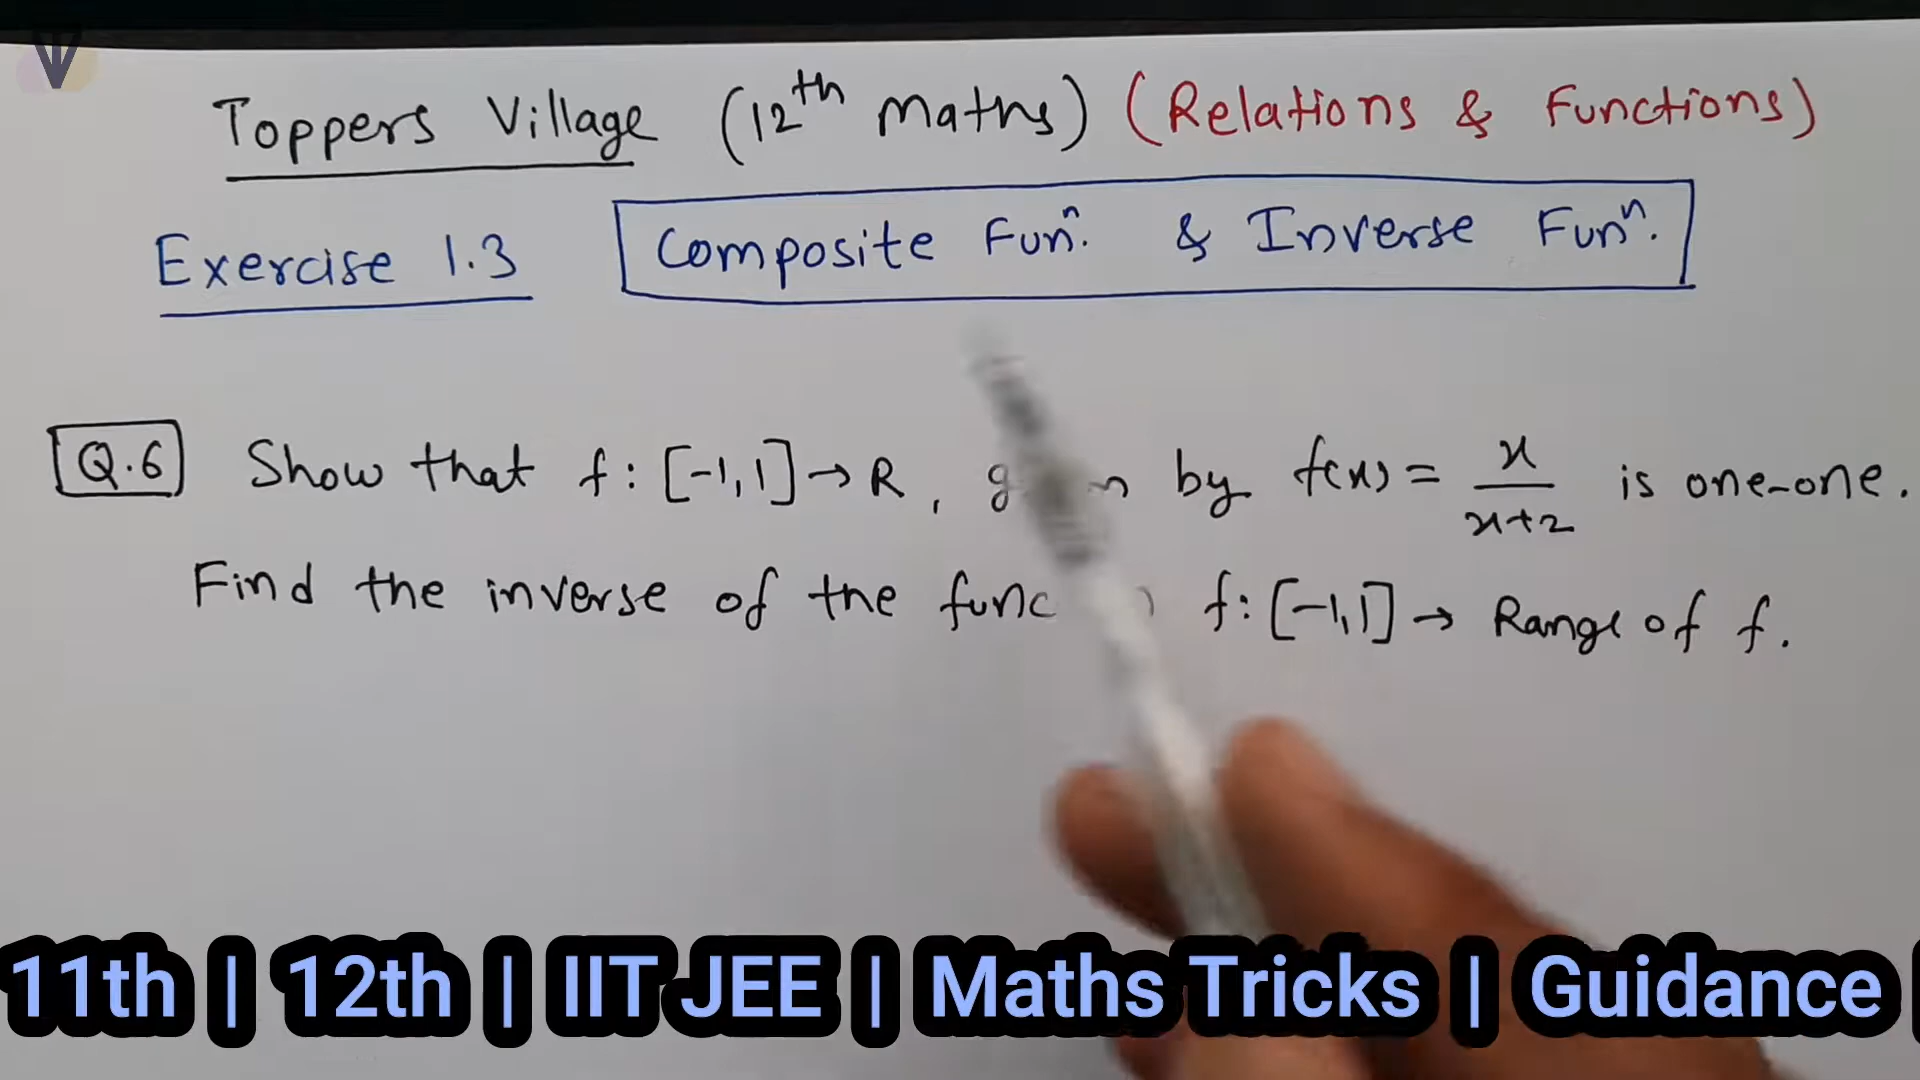 Toppers Village (12th Maths) (Relations & Functions)
Exercise 1.3 Composite Funn. & Inverse Funn.
Q.6 Show that f : [-1,1] → R, by f(x) = x/x+2 is one-one.
Find the inverse of the f: [-1,1] → Range of f.
11th | 12th | IIT JEE | Maths Tricks | Guidance |